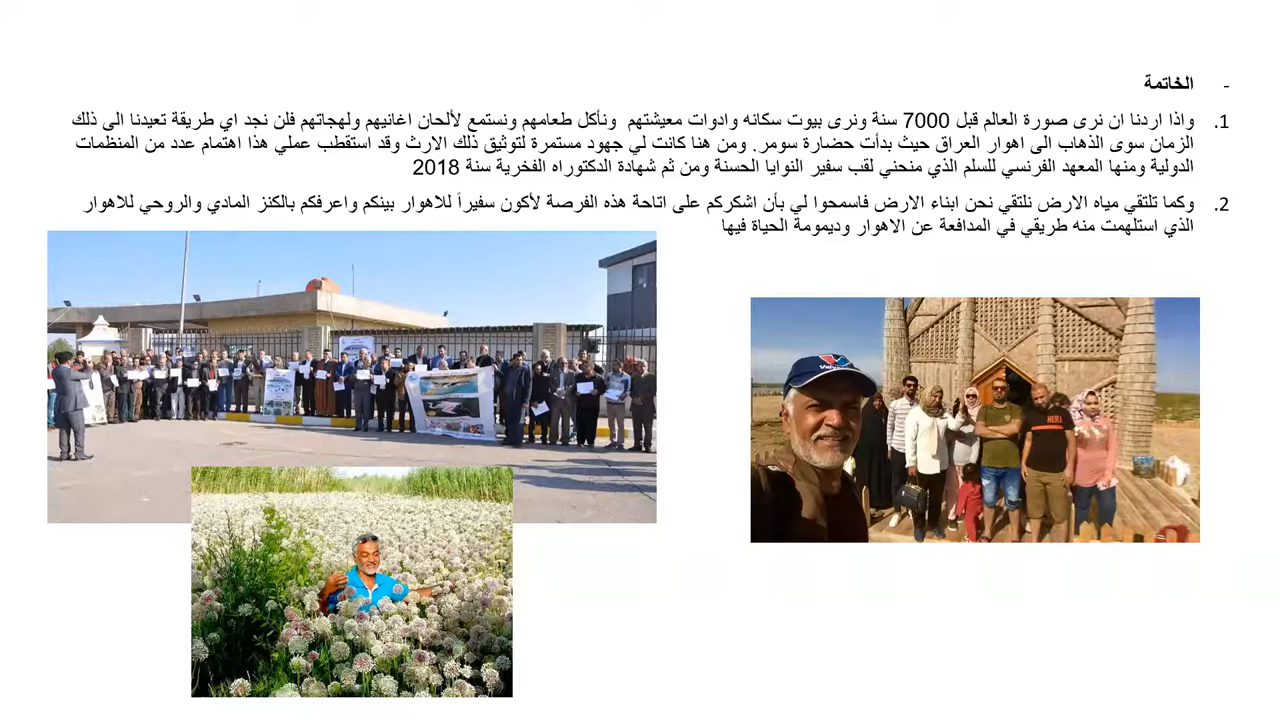 - الخاتمة
1. واذا اردنا ان نرى صورة العالم قبل 7000 سنة ونرى بيوت سكانه وادوات معيشتهم ونأكل طعامهم ونستمع لألحان اغانيهم ولهجاتهم فلن نجد اي طريقة تعيدنا الى ذلك
الزمان سوى الذهاب الى اهوار العراق حيث بدأت حضارة سومر. ومن هنا كانت لي جهود مستمرة لتوثيق ذلك الارث وقد استقطب عملي هذا اهتمام عدد من المنظمات
الدولية ومنها المعهد الفرنسي للسلم الذي منحني لقب سفير النوايا الحسنة ومن ثم شهادة الدكتوراه الفخرية سنة 2018
2. وكما تلتقي مياه الارض نلتقي نحن ابناء الارض فاسمحوا لي بأن اشكركم على اتاحة هذه الفرصة لأكون سفيراً للاهوار بينكم واعرفكم بالكنز المادي والروحي للاهوار
الذي استلهمت منه طريقي في المدافعة عن الاهوار وديمومة الحياة فيها